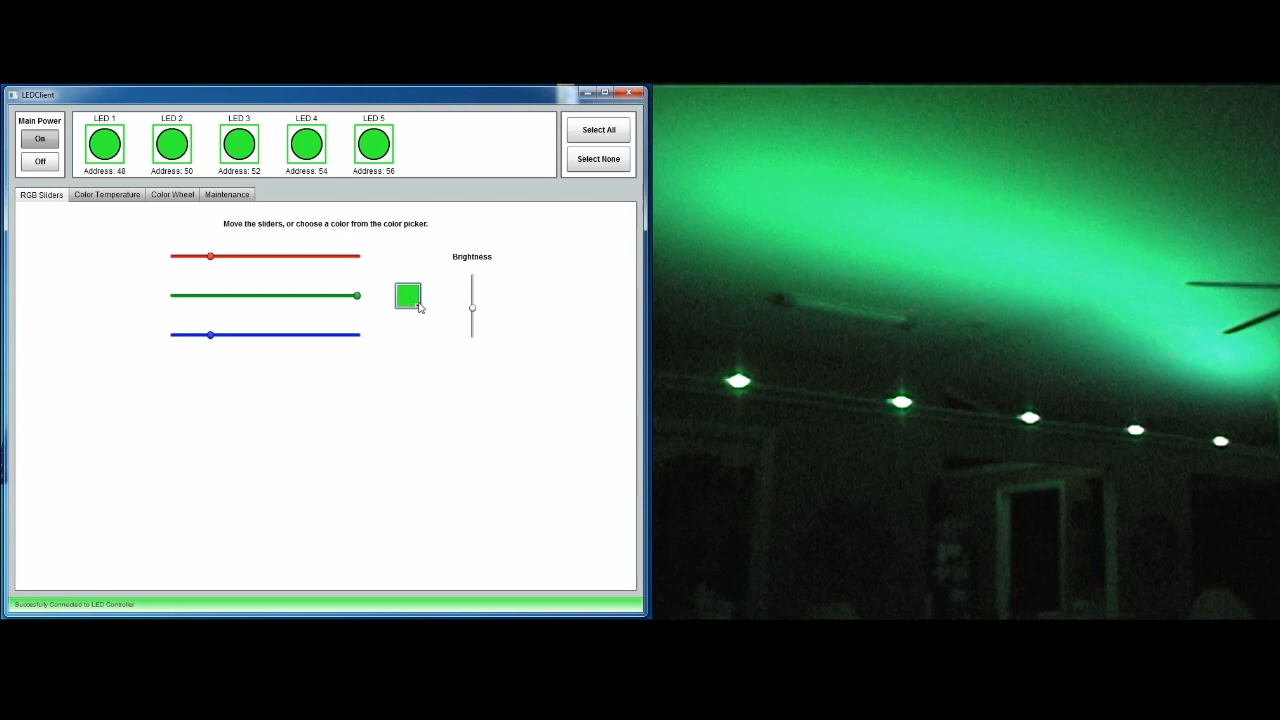 LEDClient
Main Power
On
Off
LED 1 LED 2 LED 3 LED 4 LED 5
Address: 48 Address: 50 Address: 52 Address: 54 Address: 56
Select All
Select None
RGB Sliders Color Temperature Color Wheel Maintenance
Move the sliders, or choose a color from the color picker.
Brightness
Succesfully Connected to LED Controller